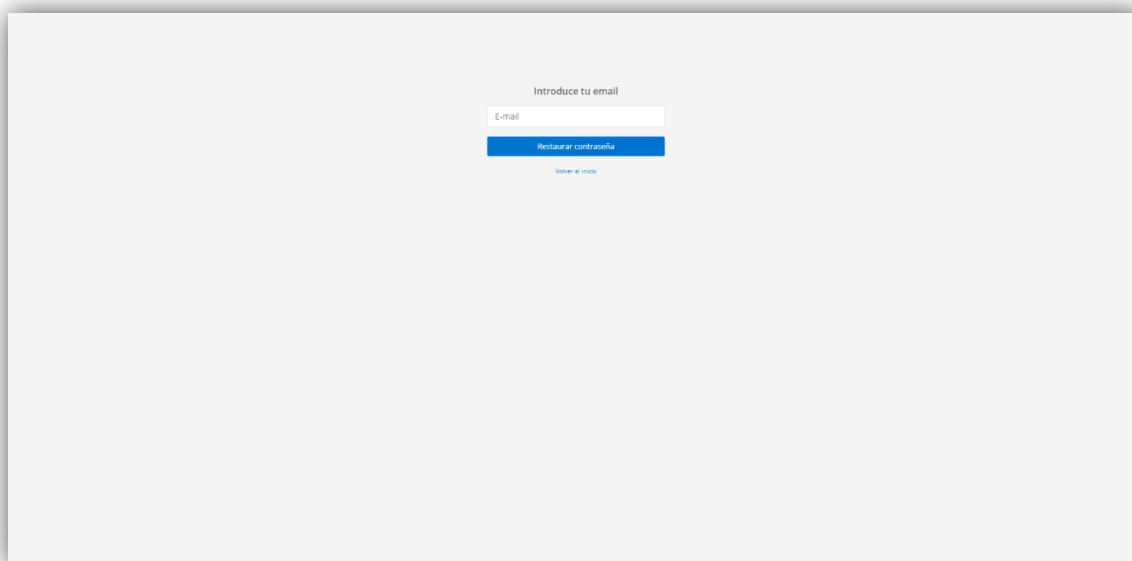 Introduce tu email
E-mail
Restaurar contraseña
Volver al inicio